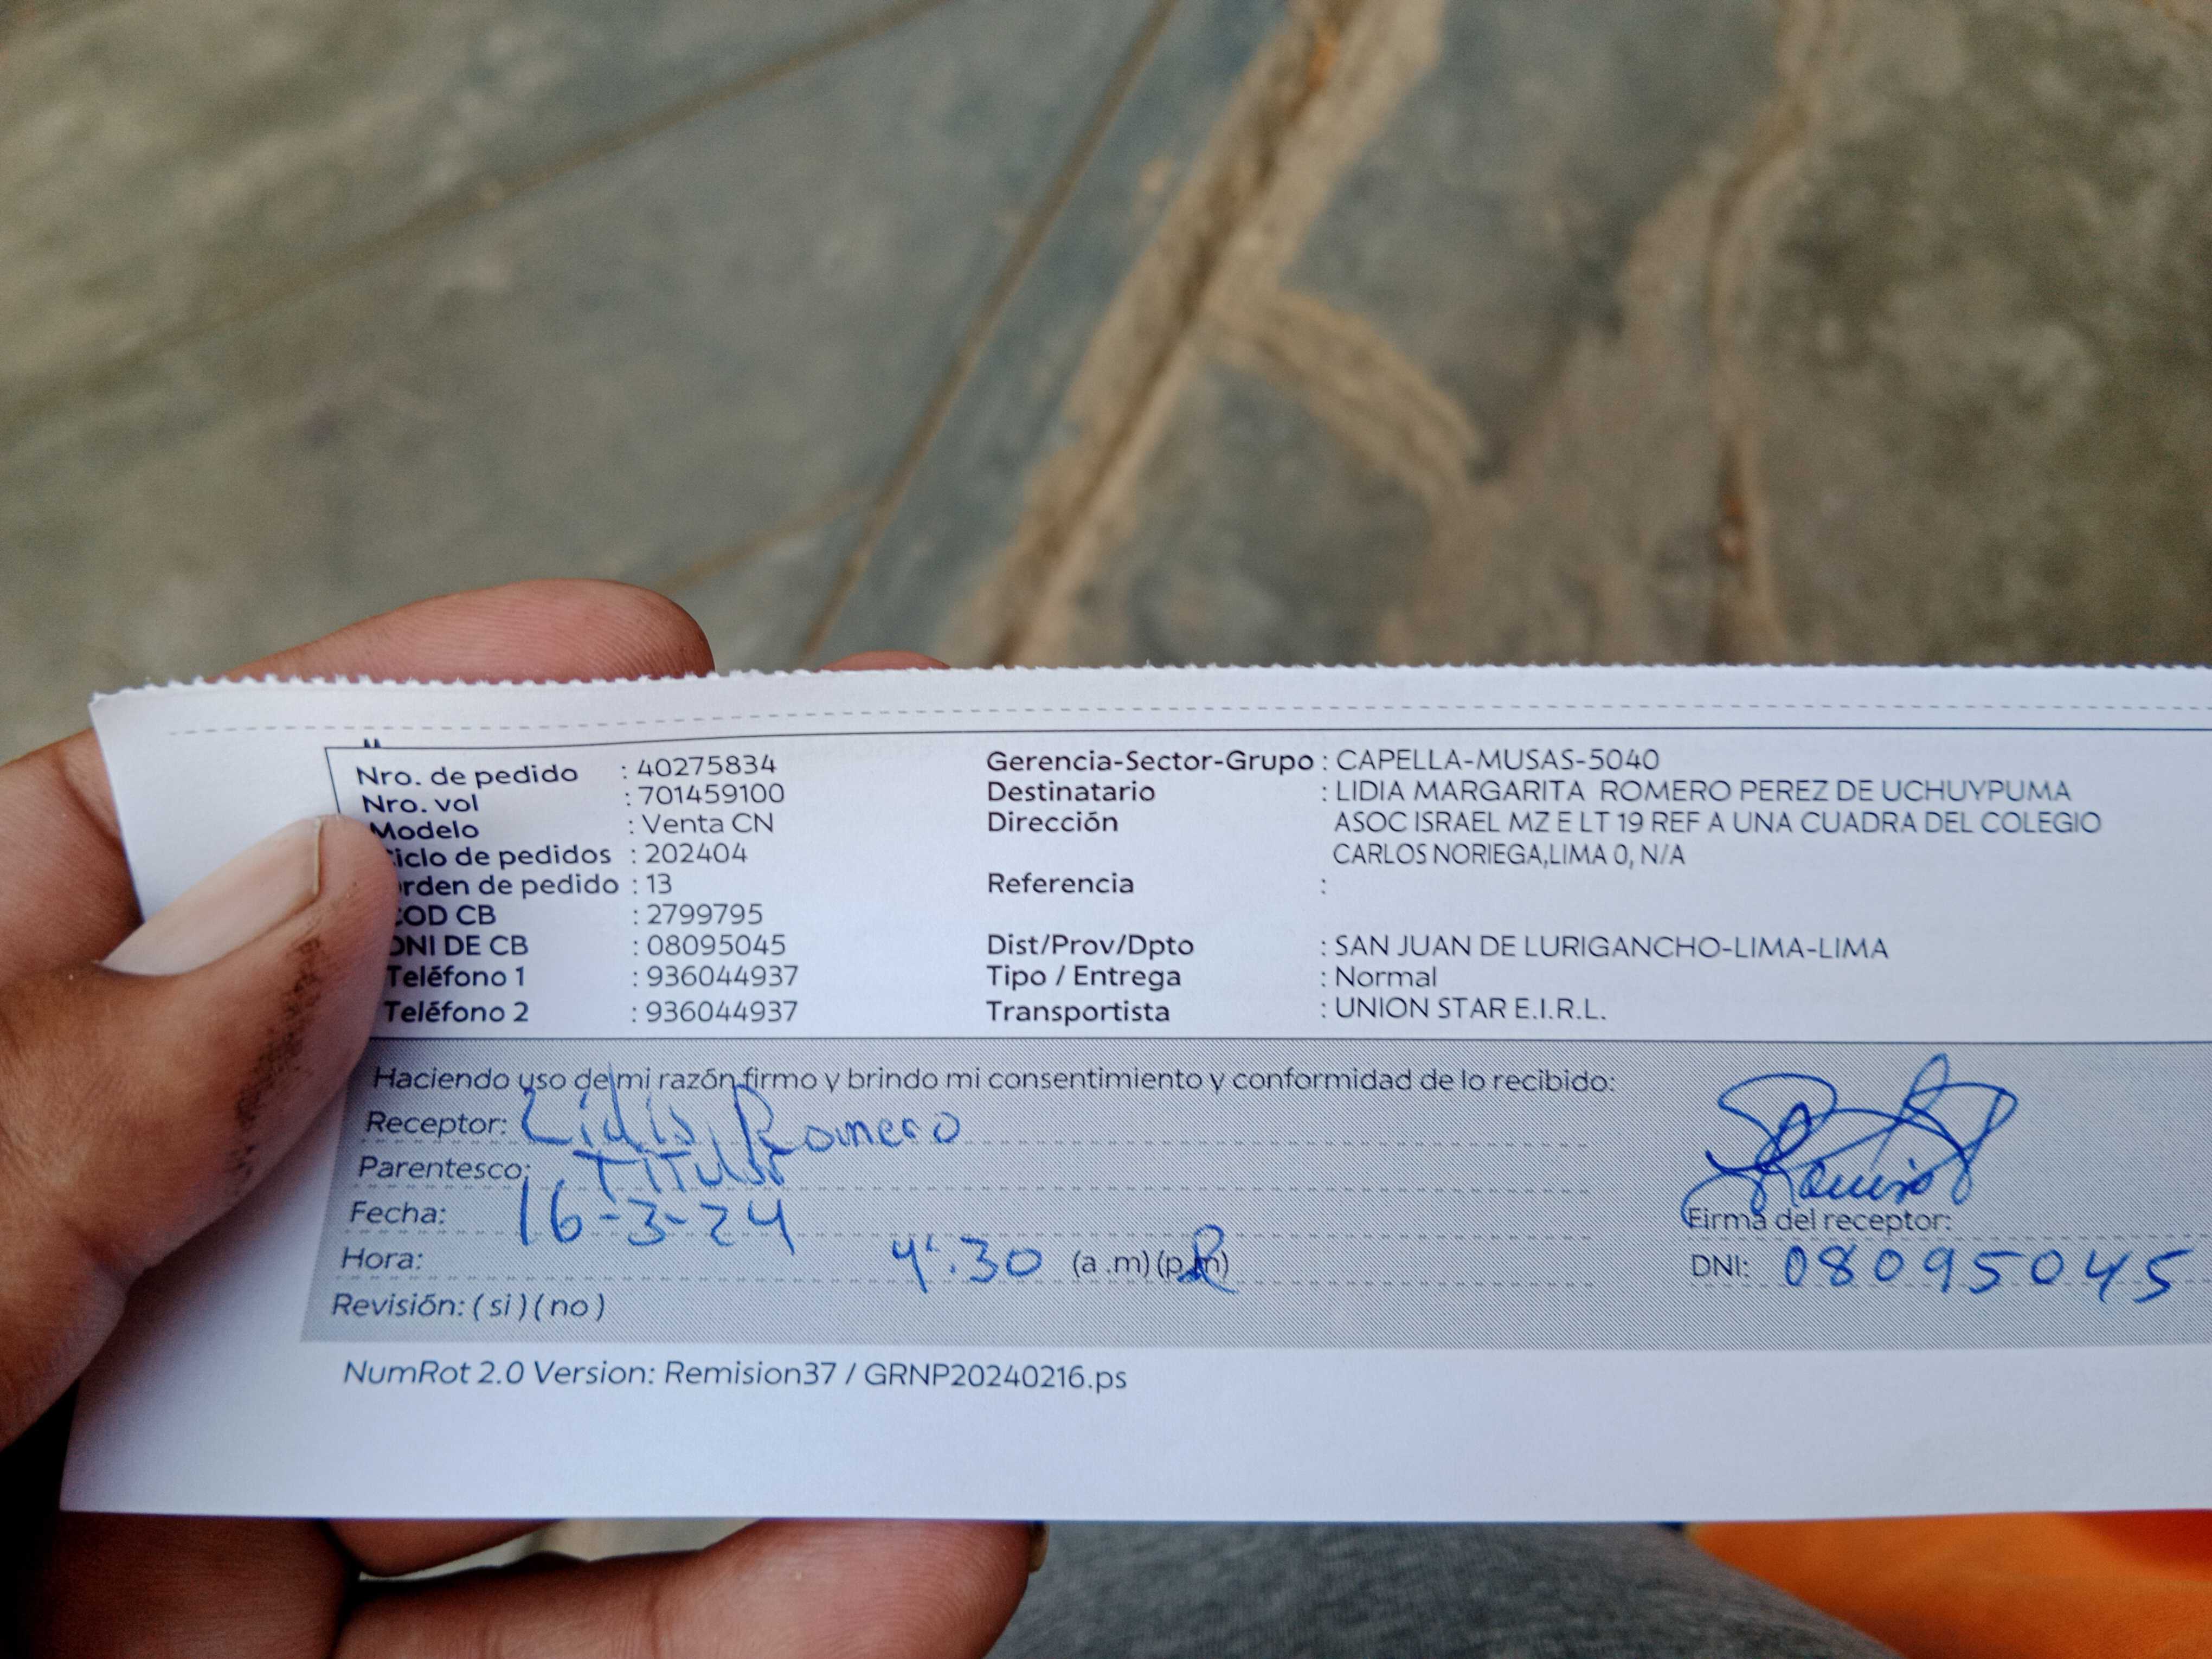 Nro. de pedido : 40275834
Nro. vol : 701459100
Modelo : Venta CN
iclo de pedidos : 202404
rden de pedido : 13
COD CB : 2799795
DNI DE CB : 08095045
Teléfono 1 : 936044937
Teléfono 2 : 936044937
Gerencia-Sector-Grupo : CAPELLA-MUSAS-5040
Destinatario : LIDIA MARGARITA ROMERO PEREZ DE UCHUYPUMA
Dirección ASOC ISRAEL MZ E LT 19 REF A UNA CUADRA DEL COLEGIO
CARLOS NORIEGA,LIMA 0, N/A
Referencia :
Dist/Prov/Dpto : SAN JUAN DE LURIGANCHO-LIMA-LIMA
Tipo / Entrega : Normal
Transportista : UNION STAR E.I.R.L.
Haciendo uso de mi razón firmo y brindo mi consentimiento y conformidad de lo recibido:
Receptor: Lidia Romero
Parentesco: Titular
Fecha: 16-3-24
Hora: 4:30 (a.m)(p.m)
Revisión: ( si ) ( no )
Firma del receptor:
DNI: 08095045
NumRot 2.0 Version: Remision37 / GRNP20240216.ps